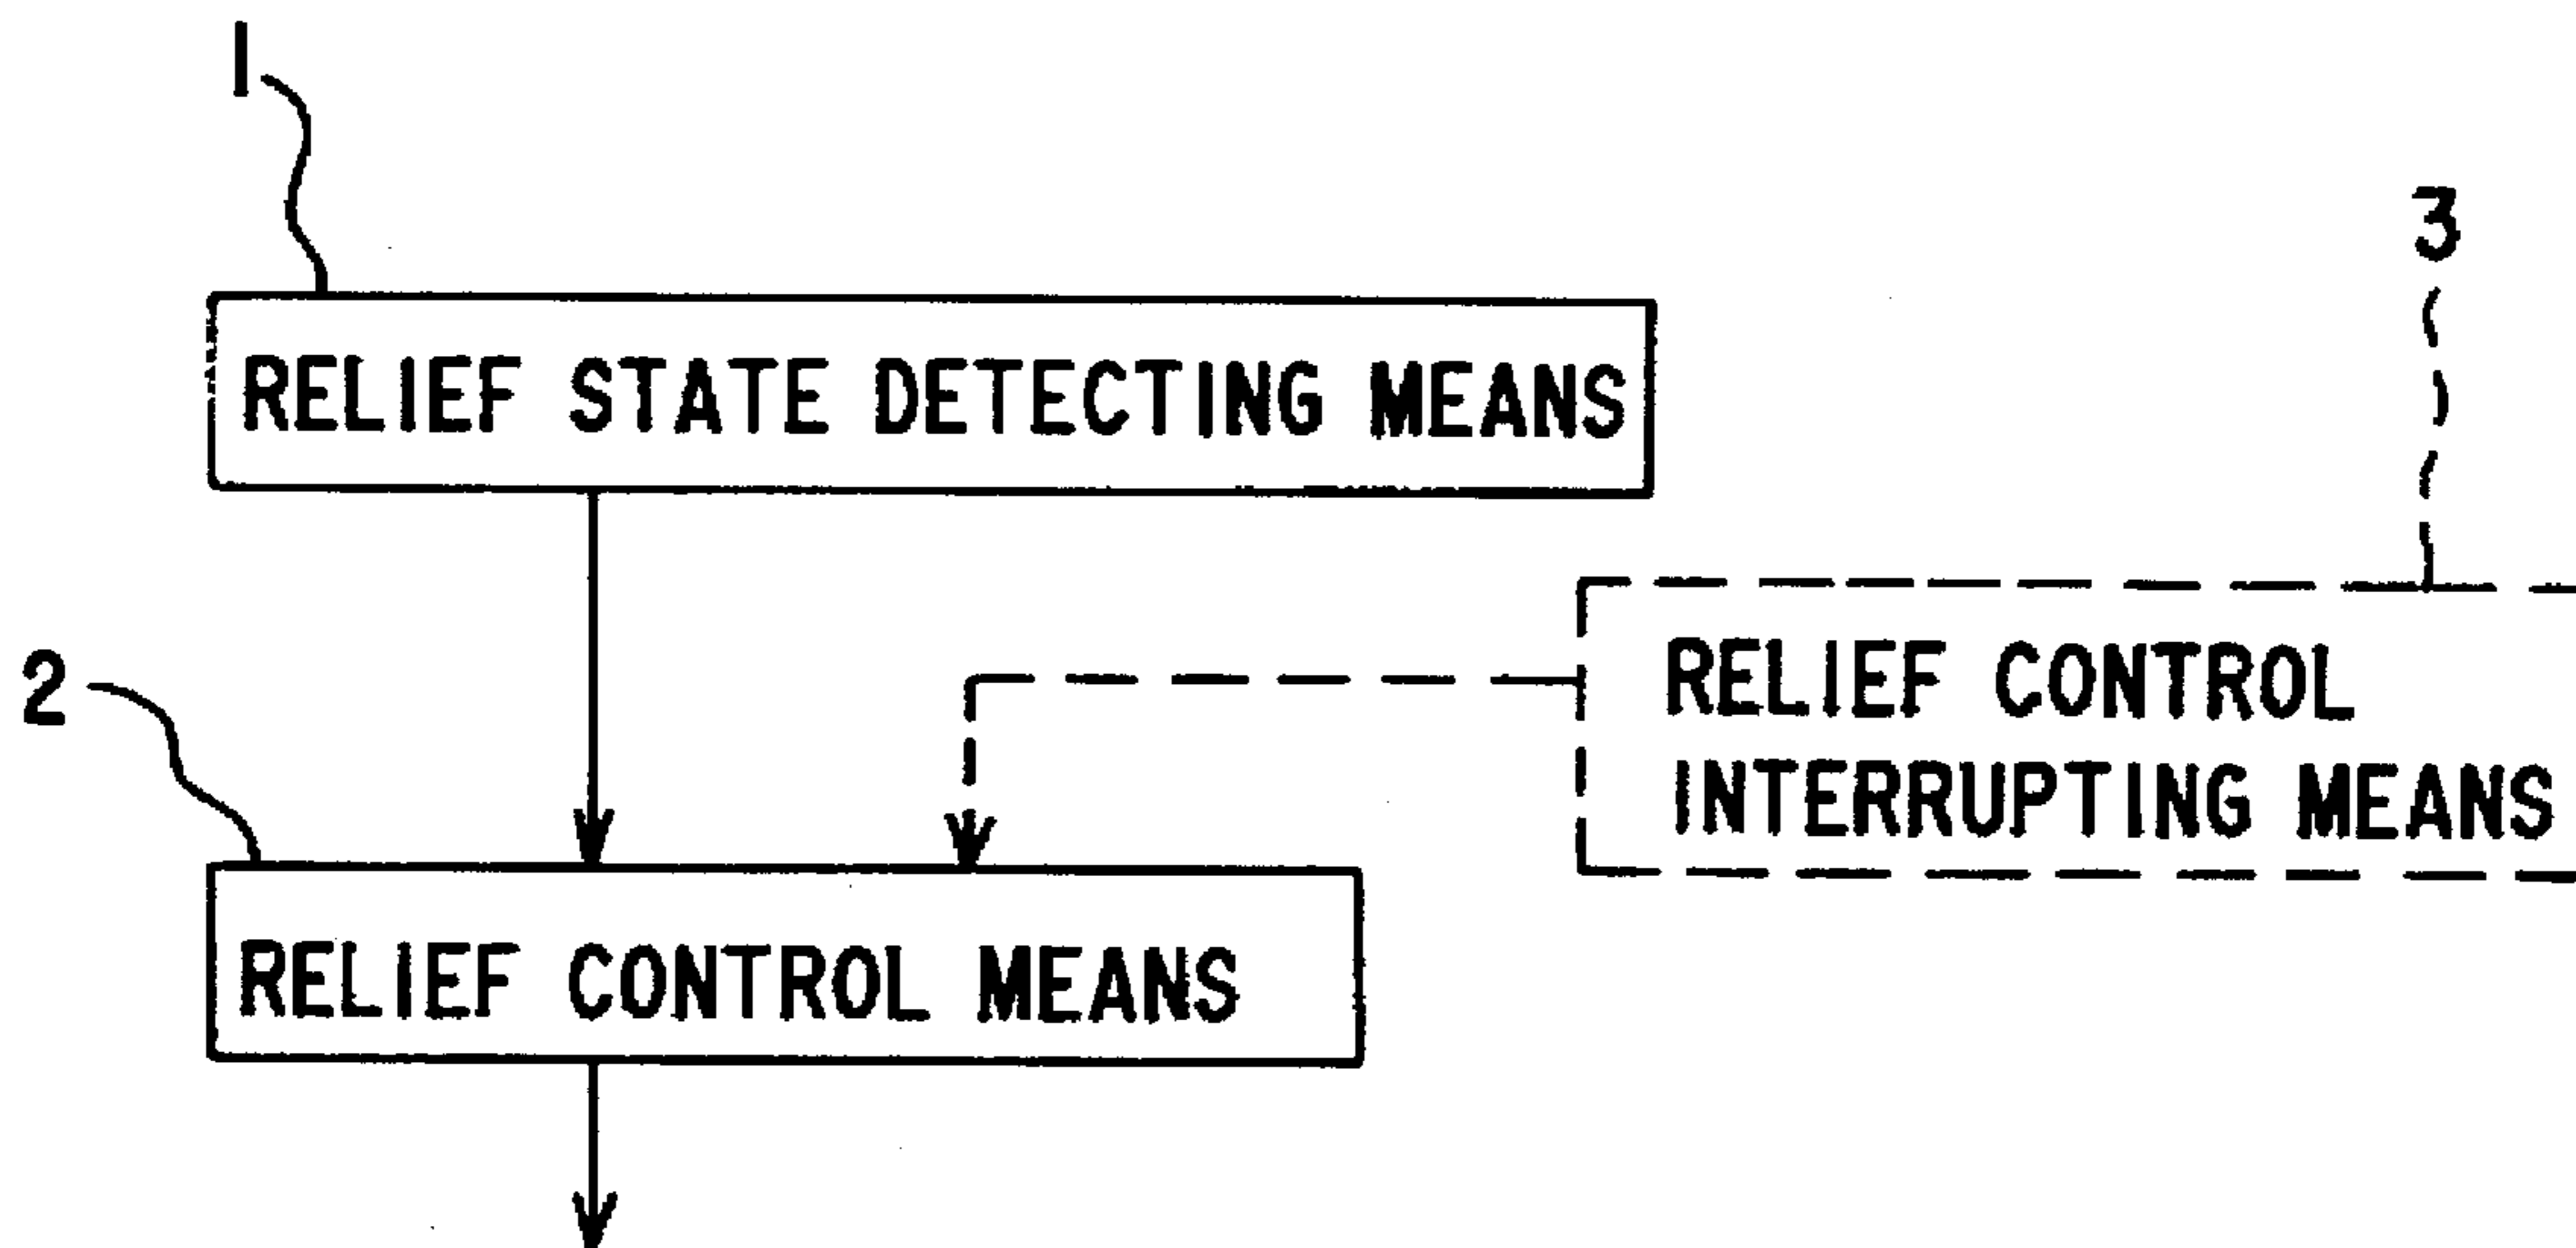 1
RELIEF STATE DETECTING MEANS
3
2
RELIEF CONTROL
INTERRUPTING MEANS
RELIEF CONTROL MEANS